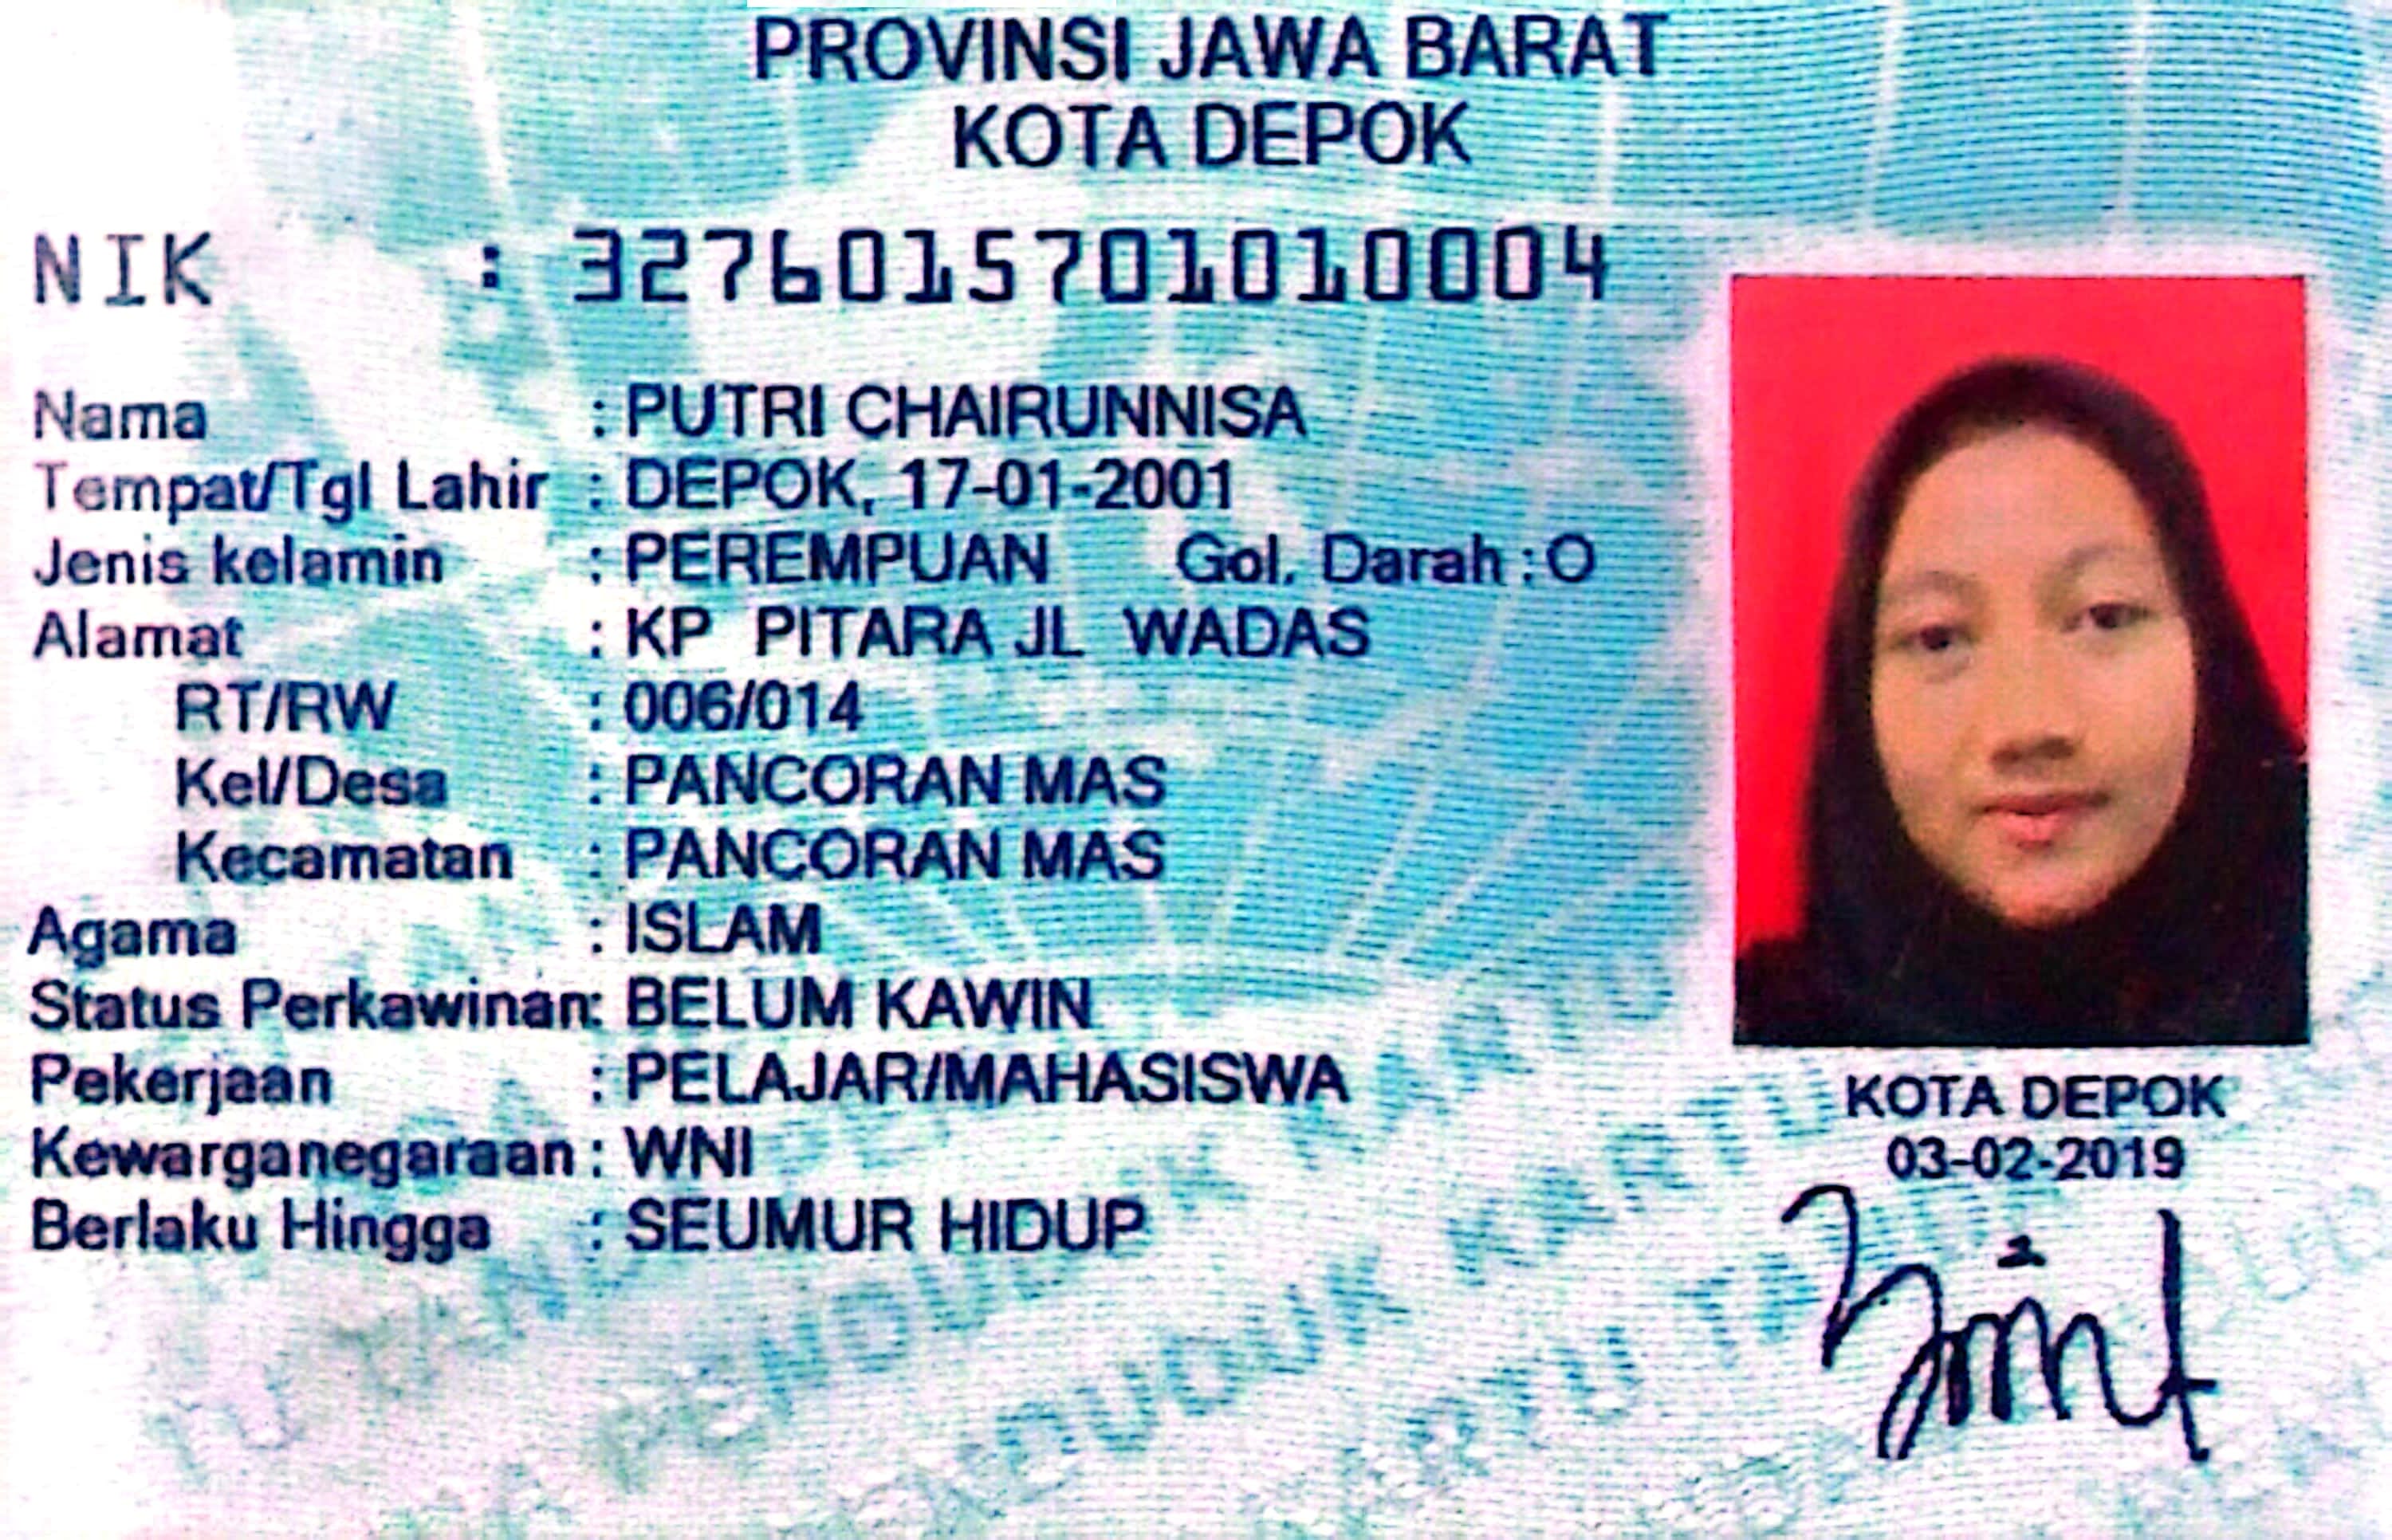 PROVINSI JAWA BARAT
KOTA DEPOK
NIK : 3276015701010004
Nama : PUTRI CHAIRUNNISA
Tempat/Tgl Lahir : DEPOK, 17-01-2001
Jenis kelamin : PEREMPUAN Gol. Darah : O
Alamat : KP PITARA JL WADAS
RT/RW : 006/014
Kel/Desa : PANCORAN MAS
Kecamatan : PANCORAN MAS
Agama : ISLAM
Status Perkawinan: BELUM KAWIN
Pekerjaan : PELAJAR/MAHASISWA
Kewarganegaraan : WNI
Berlaku Hingga : SEUMUR HIDUP
KOTA DEPOK
03-02-2019